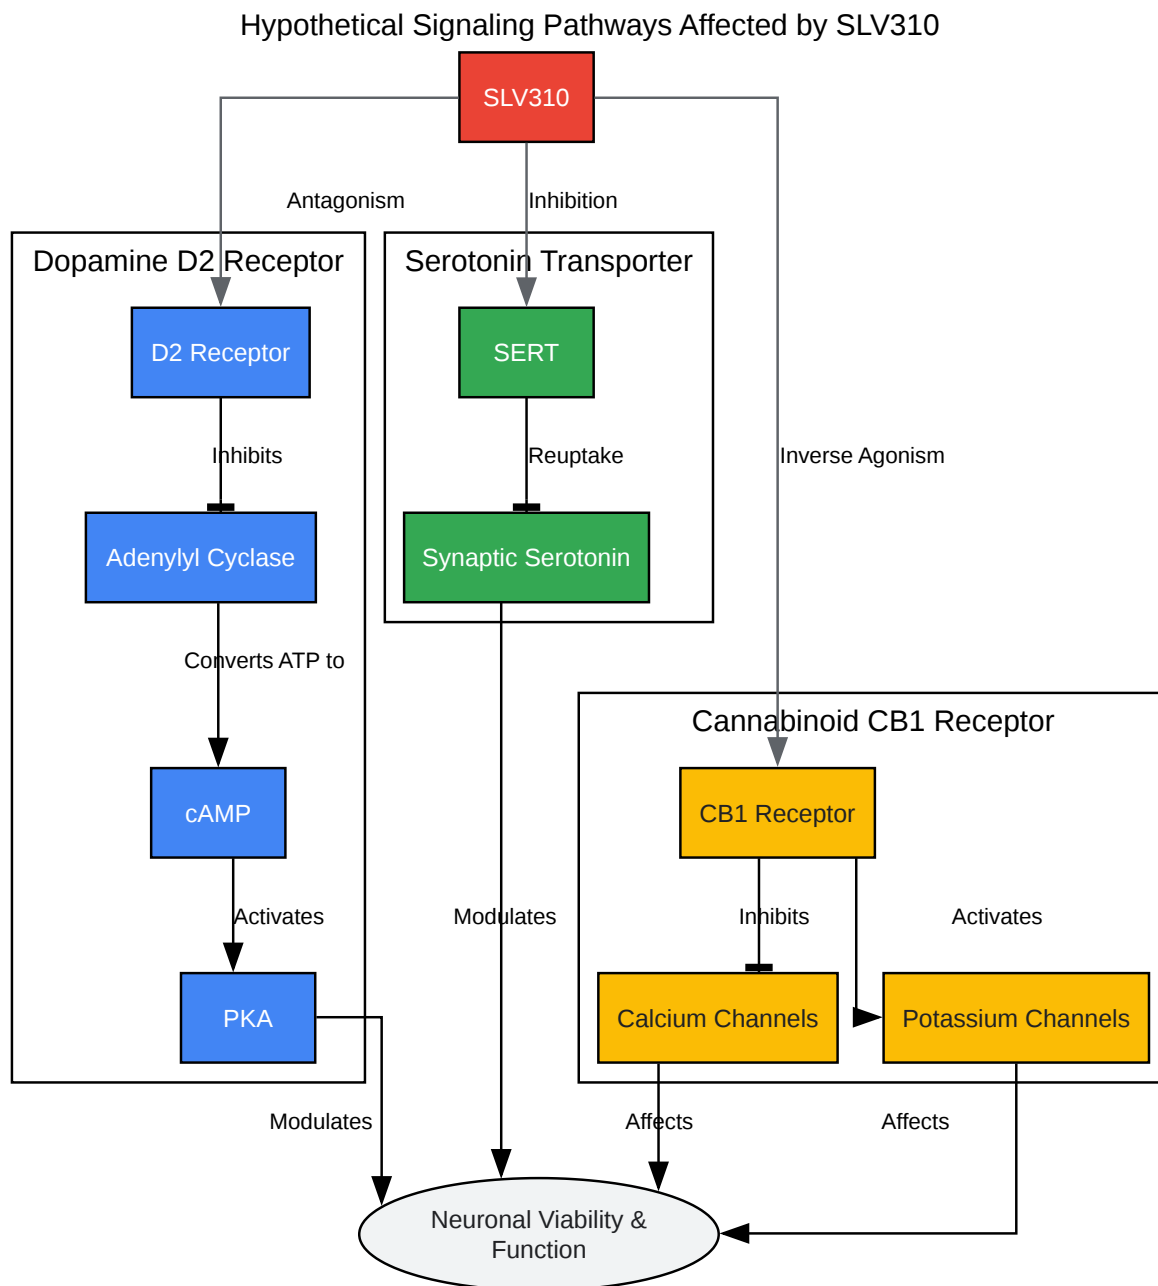 Hypothetical Signaling Pathways Affected by SLV310
SLV310
Antagonism
Inhibition
Dopamine D2 Receptor
Serotonin Transporter
D2 Receptor
SERT
Inhibits
Reuptake
Inverse Agonism
Adenylyl Cyclase
Synaptic Serotonin
Converts ATP to
Cannabinoid CB1 Receptor
cAMP
CB1 Receptor
Activates
Modulates
Inhibits
Activates
PKA
Calcium Channels
Potassium Channels
Modulates
Affects
Affects
Neuronal Viability &
Function